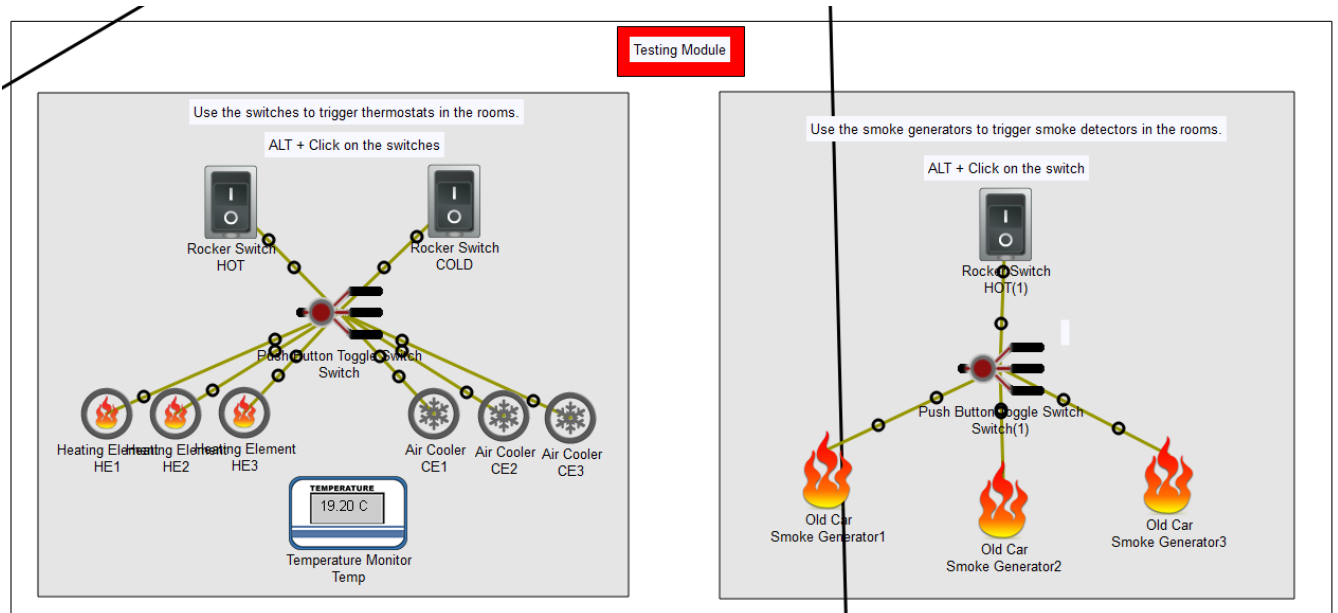 Testing Module
Use the switches to trigger thermostats in the rooms.
ALT + Click on the switches
Rocker Switch
HOT
Rocker Switch
COLD
Push Button Toggle Switch
Switch
Heating Element
HE1
Heating Element
HE2
Heating Element
HE3
Air Cooler
CE1
Air Cooler
CE2
Air Cooler
CE3
TEMPERATURE
19.20 C
Temperature Monitor
Temp
Use the smoke generators to trigger smoke detectors in the rooms.
ALT + Click on the switch
Rocker Switch
HOT(1)
Push Button Toggle Switch
Switch(1)
Old Car
Smoke Generator1
Old Car
Smoke Generator2
Old Car
Smoke Generator3